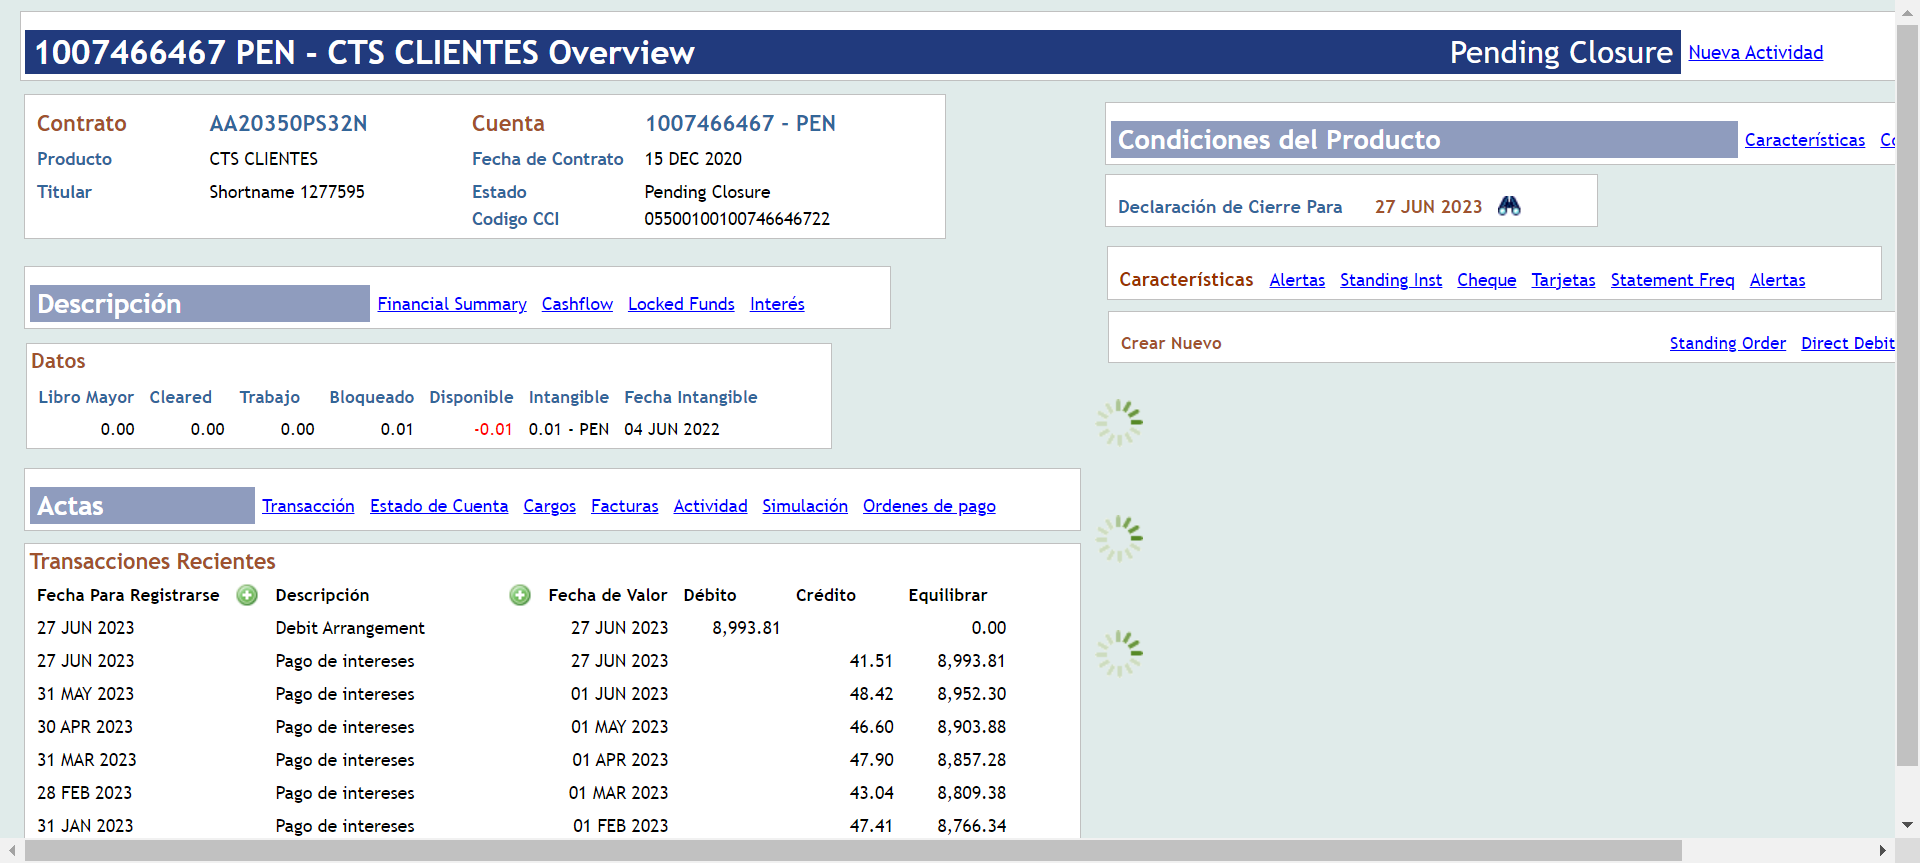 1007466467 PEN - CTS CLIENTES Overview Pending Closure Nueva Actividad
Contrato AA20350PS32N Cuenta 1007466467 - PEN
Producto CTS CLIENTES Fecha de Contrato 15 DEC 2020
Titular Shortname 1277595 Estado Pending Closure
Codigo CCI 05500100100746646722
Descripción Financial Summary Cashflow Locked Funds Interés
Datos
Libro Mayor Cleared Trabajo Bloqueado Disponible Intangible Fecha Intangible
0.00 0.00 0.00 0.01 -0.01 0.01 - PEN 04 JUN 2022
Actas Transacción Estado de Cuenta Cargos Facturas Actividad Simulación Ordenes de pago
Transacciones Recientes
Fecha Para Registrarse Descripción Fecha de Valor Débito Crédito Equilibrar
27 JUN 2023 Debit Arrangement 27 JUN 2023 8,993.81 0.00
27 JUN 2023 Pago de intereses 27 JUN 2023 41.51 8,993.81
31 MAY 2023 Pago de intereses 01 JUN 2023 48.42 8,952.30
30 APR 2023 Pago de intereses 01 MAY 2023 46.60 8,903.88
31 MAR 2023 Pago de intereses 01 APR 2023 47.90 8,857.28
28 FEB 2023 Pago de intereses 01 MAR 2023 43.04 8,809.38
31 JAN 2023 Pago de intereses 01 FEB 2023 47.41 8,766.34
Condiciones del Producto Características
Declaración de Cierre Para 27 JUN 2023
Características Alertas Standing Inst Cheque Tarjetas Statement Freq Alertas
Crear Nuevo Standing Order Direct Debit